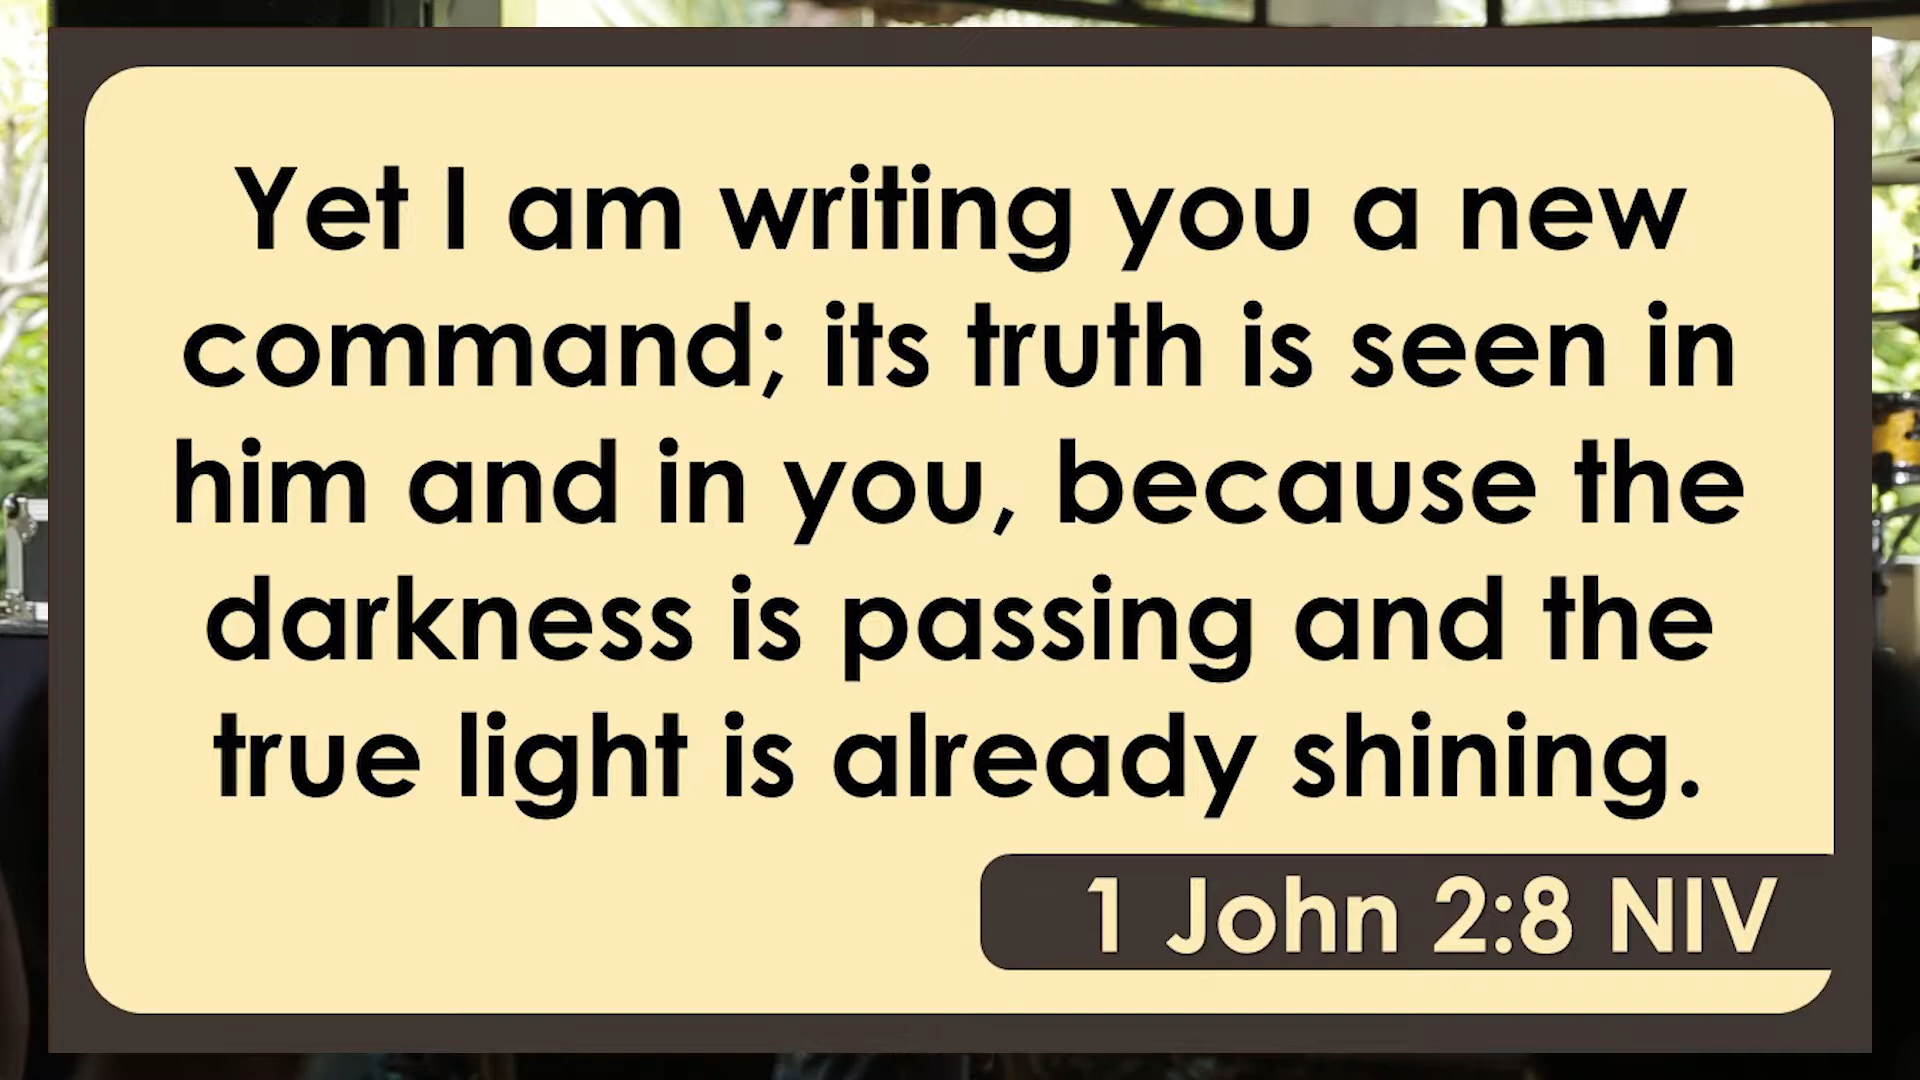 Yet I am writing you a new
command; its truth is seen in
him and in you, because the
darkness is passing and the
true light is already shining.
1 John 2:8 NIV